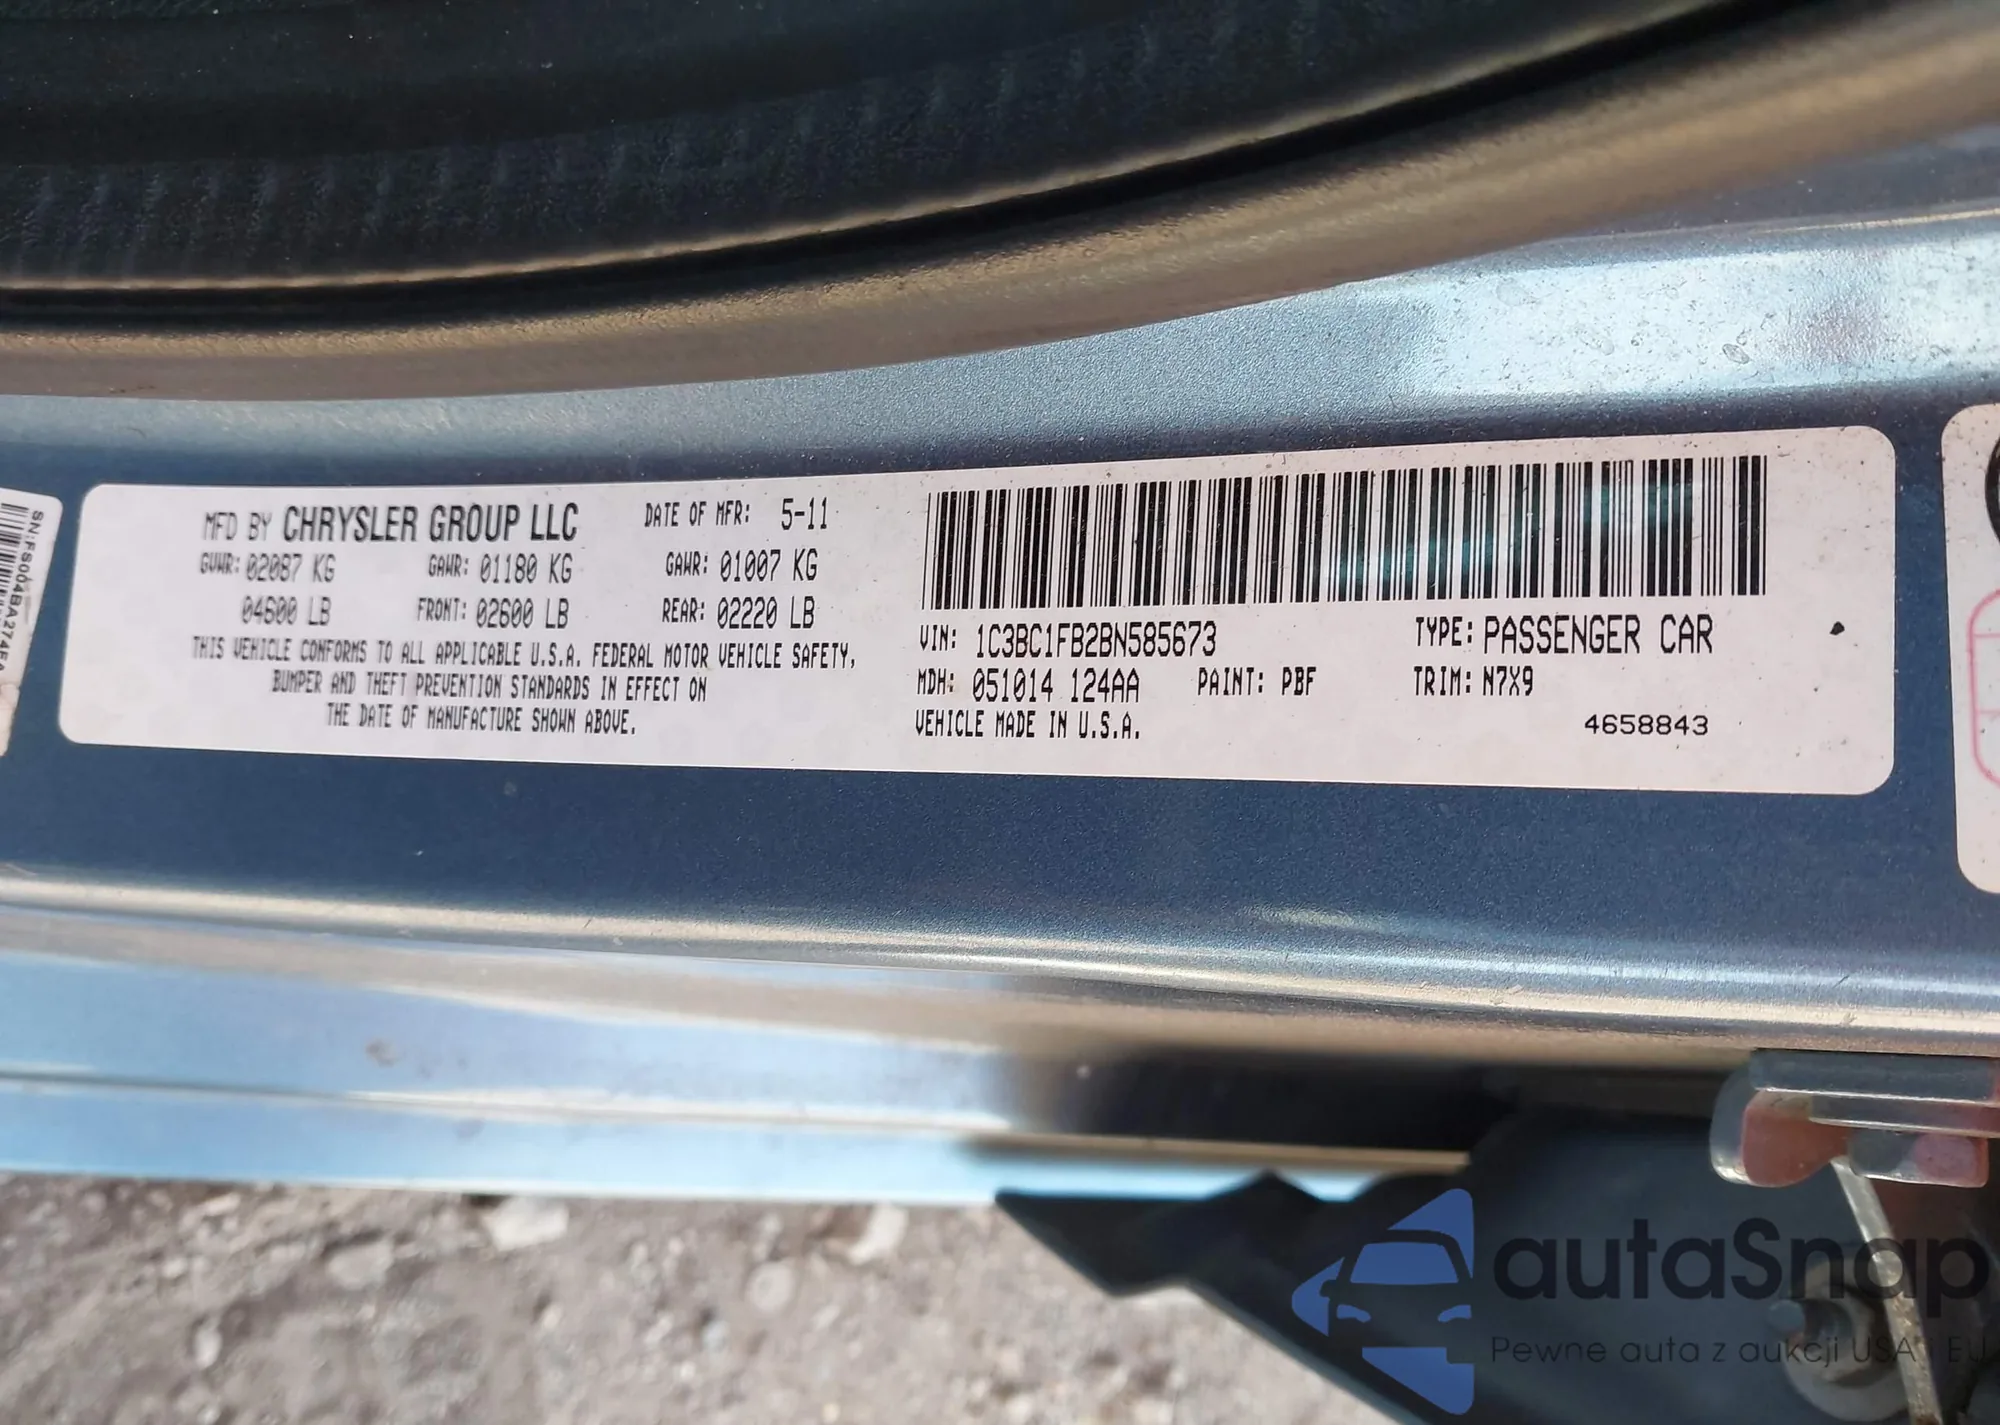 MFD BY CHRYSLER GROUP LLC DATE OF MFR: 5-11
GVWR: 02087 KG GAWR: 01180 KG GAWR: 01007 KG
04600 LB FRONT: 02600 LB REAR: 02220 LB
THIS VEHICLE CONFORMS TO ALL APPLICABLE U.S.A. FEDERAL MOTOR VEHICLE SAFETY,
BUMPER AND THEFT PREVENTION STANDARDS IN EFFECT ON
THE DATE OF MANUFACTURE SHOWN ABOVE.
VIN: 1C3BC1FB2BN585673 TYPE: PASSENGER CAR
MDH: 051014 124AA PAINT: PBF TRIM: N7X9
VEHICLE MADE IN U.S.A. 4658843
autaSnap
Pewne auta z aukcji USA i EU